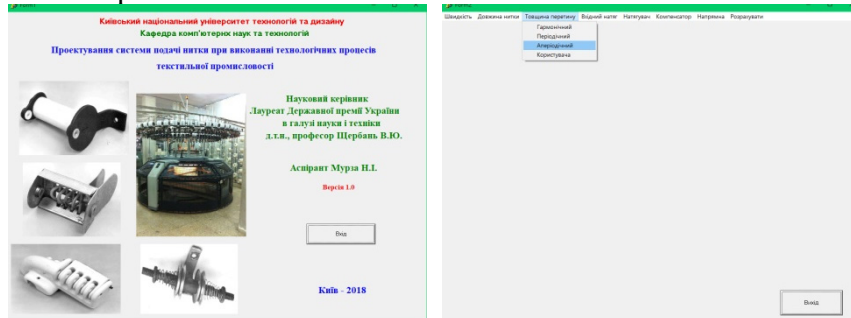 Київський національний університет технологій та дизайну
Кафедра комп'ютерих наук та технологій
Проектування системи подачі нитки при виконанні технологічних процесів
текстильної промисловості
Науковий керівник
Лауреат Державної премії України
в галузі науки і техніки
д.т.н., професор Щербань В.Ю.
Аспірант Мурза Н.І.
Версія 1.0
Вхід
Київ - 2018
Швидкість Довжина нитки Товщина перетину Вхідний натяг Натягувач Компенсатор Напрямна Розрахувати
Гармонічний
Періодичний
Аперіодичний
Користувача
Вихід